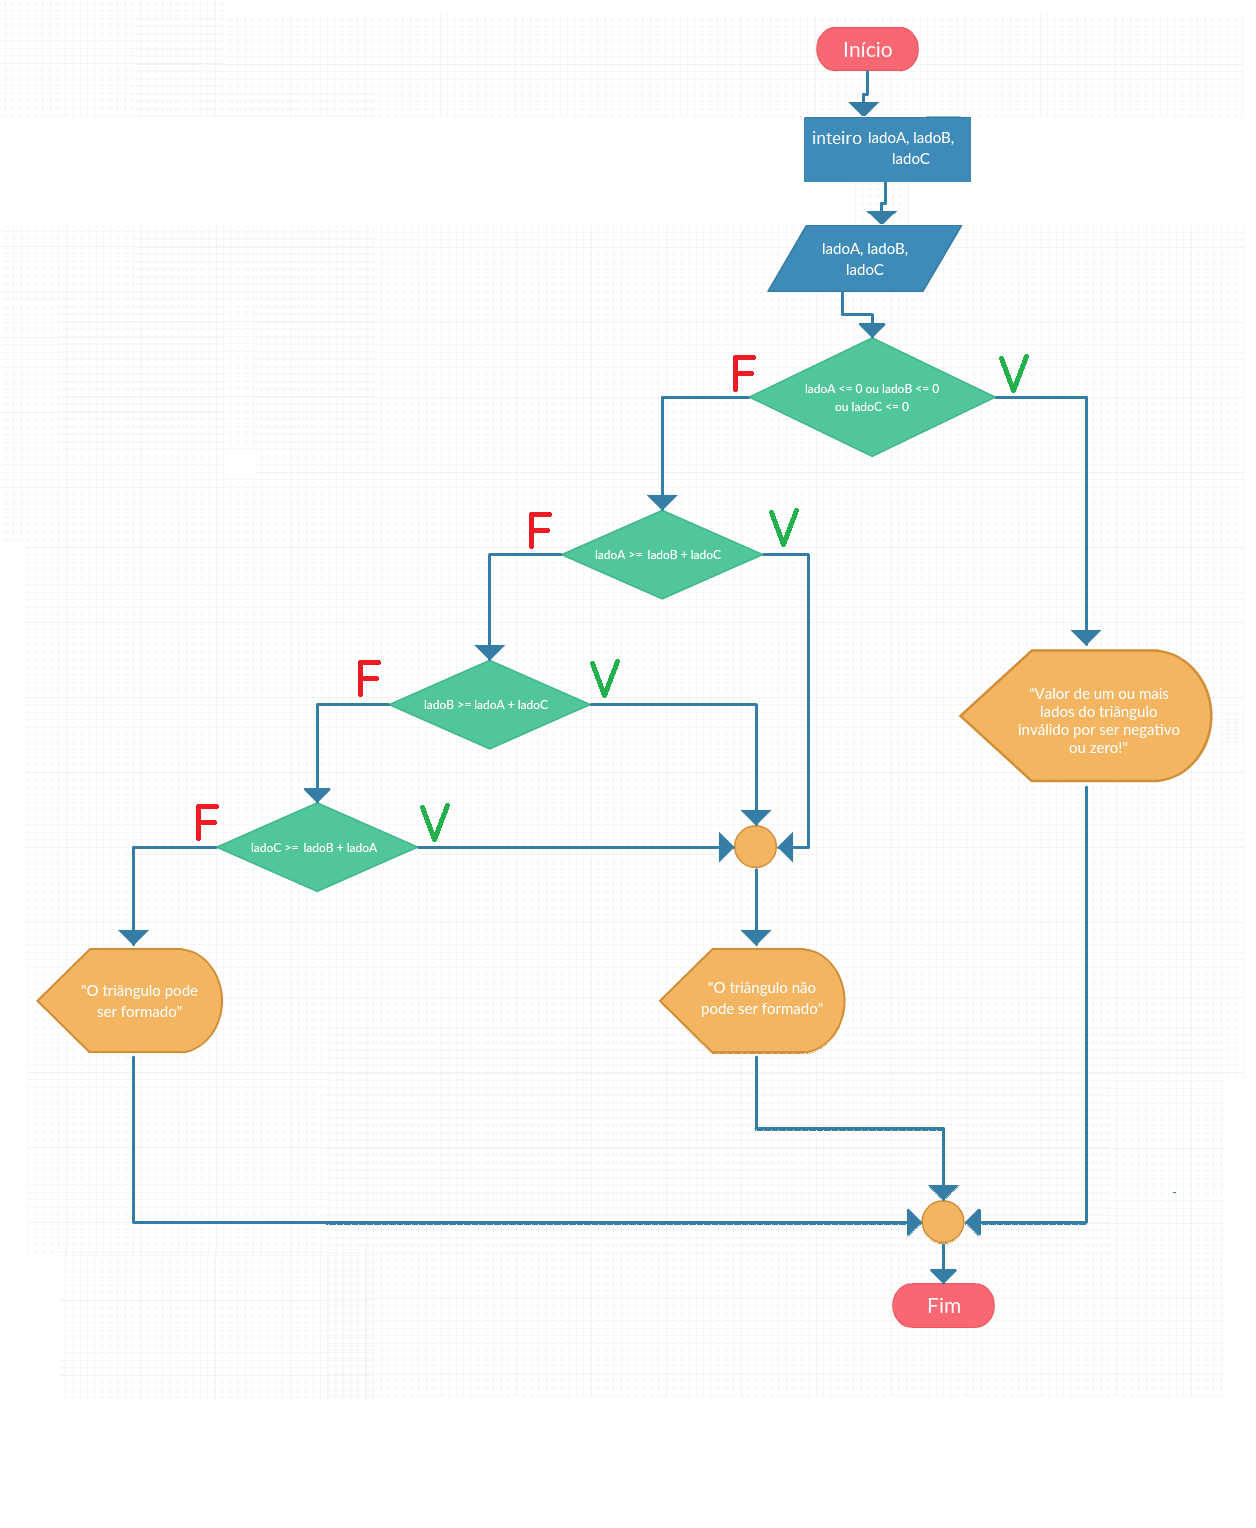 Início
inteiro ladoA, ladoB,
ladoC
ladoA, ladoB,
ladoC
F
V
ladoA <= 0 ou ladoB <= 0
ou ladoC <= 0
F
V
ladoA >= ladoB + ladoC
F
V
ladoB >= ladoA + ladoC
"Valor de um ou mais
lados do triângulo
inválido por ser negativo
ou zero!"
F
V
ladoC >= ladoB + ladoA
"O triângulo pode
ser formado"
"O triângulo não
pode ser formado"
Fim